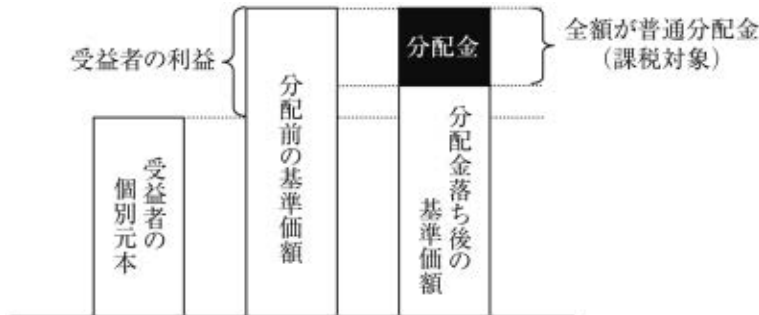 受益者の利益
分配金
全額が普通分配金
（課税対象）
受益者の
個別元本
分配前の基準価額
分配金落ち後の
基準価額